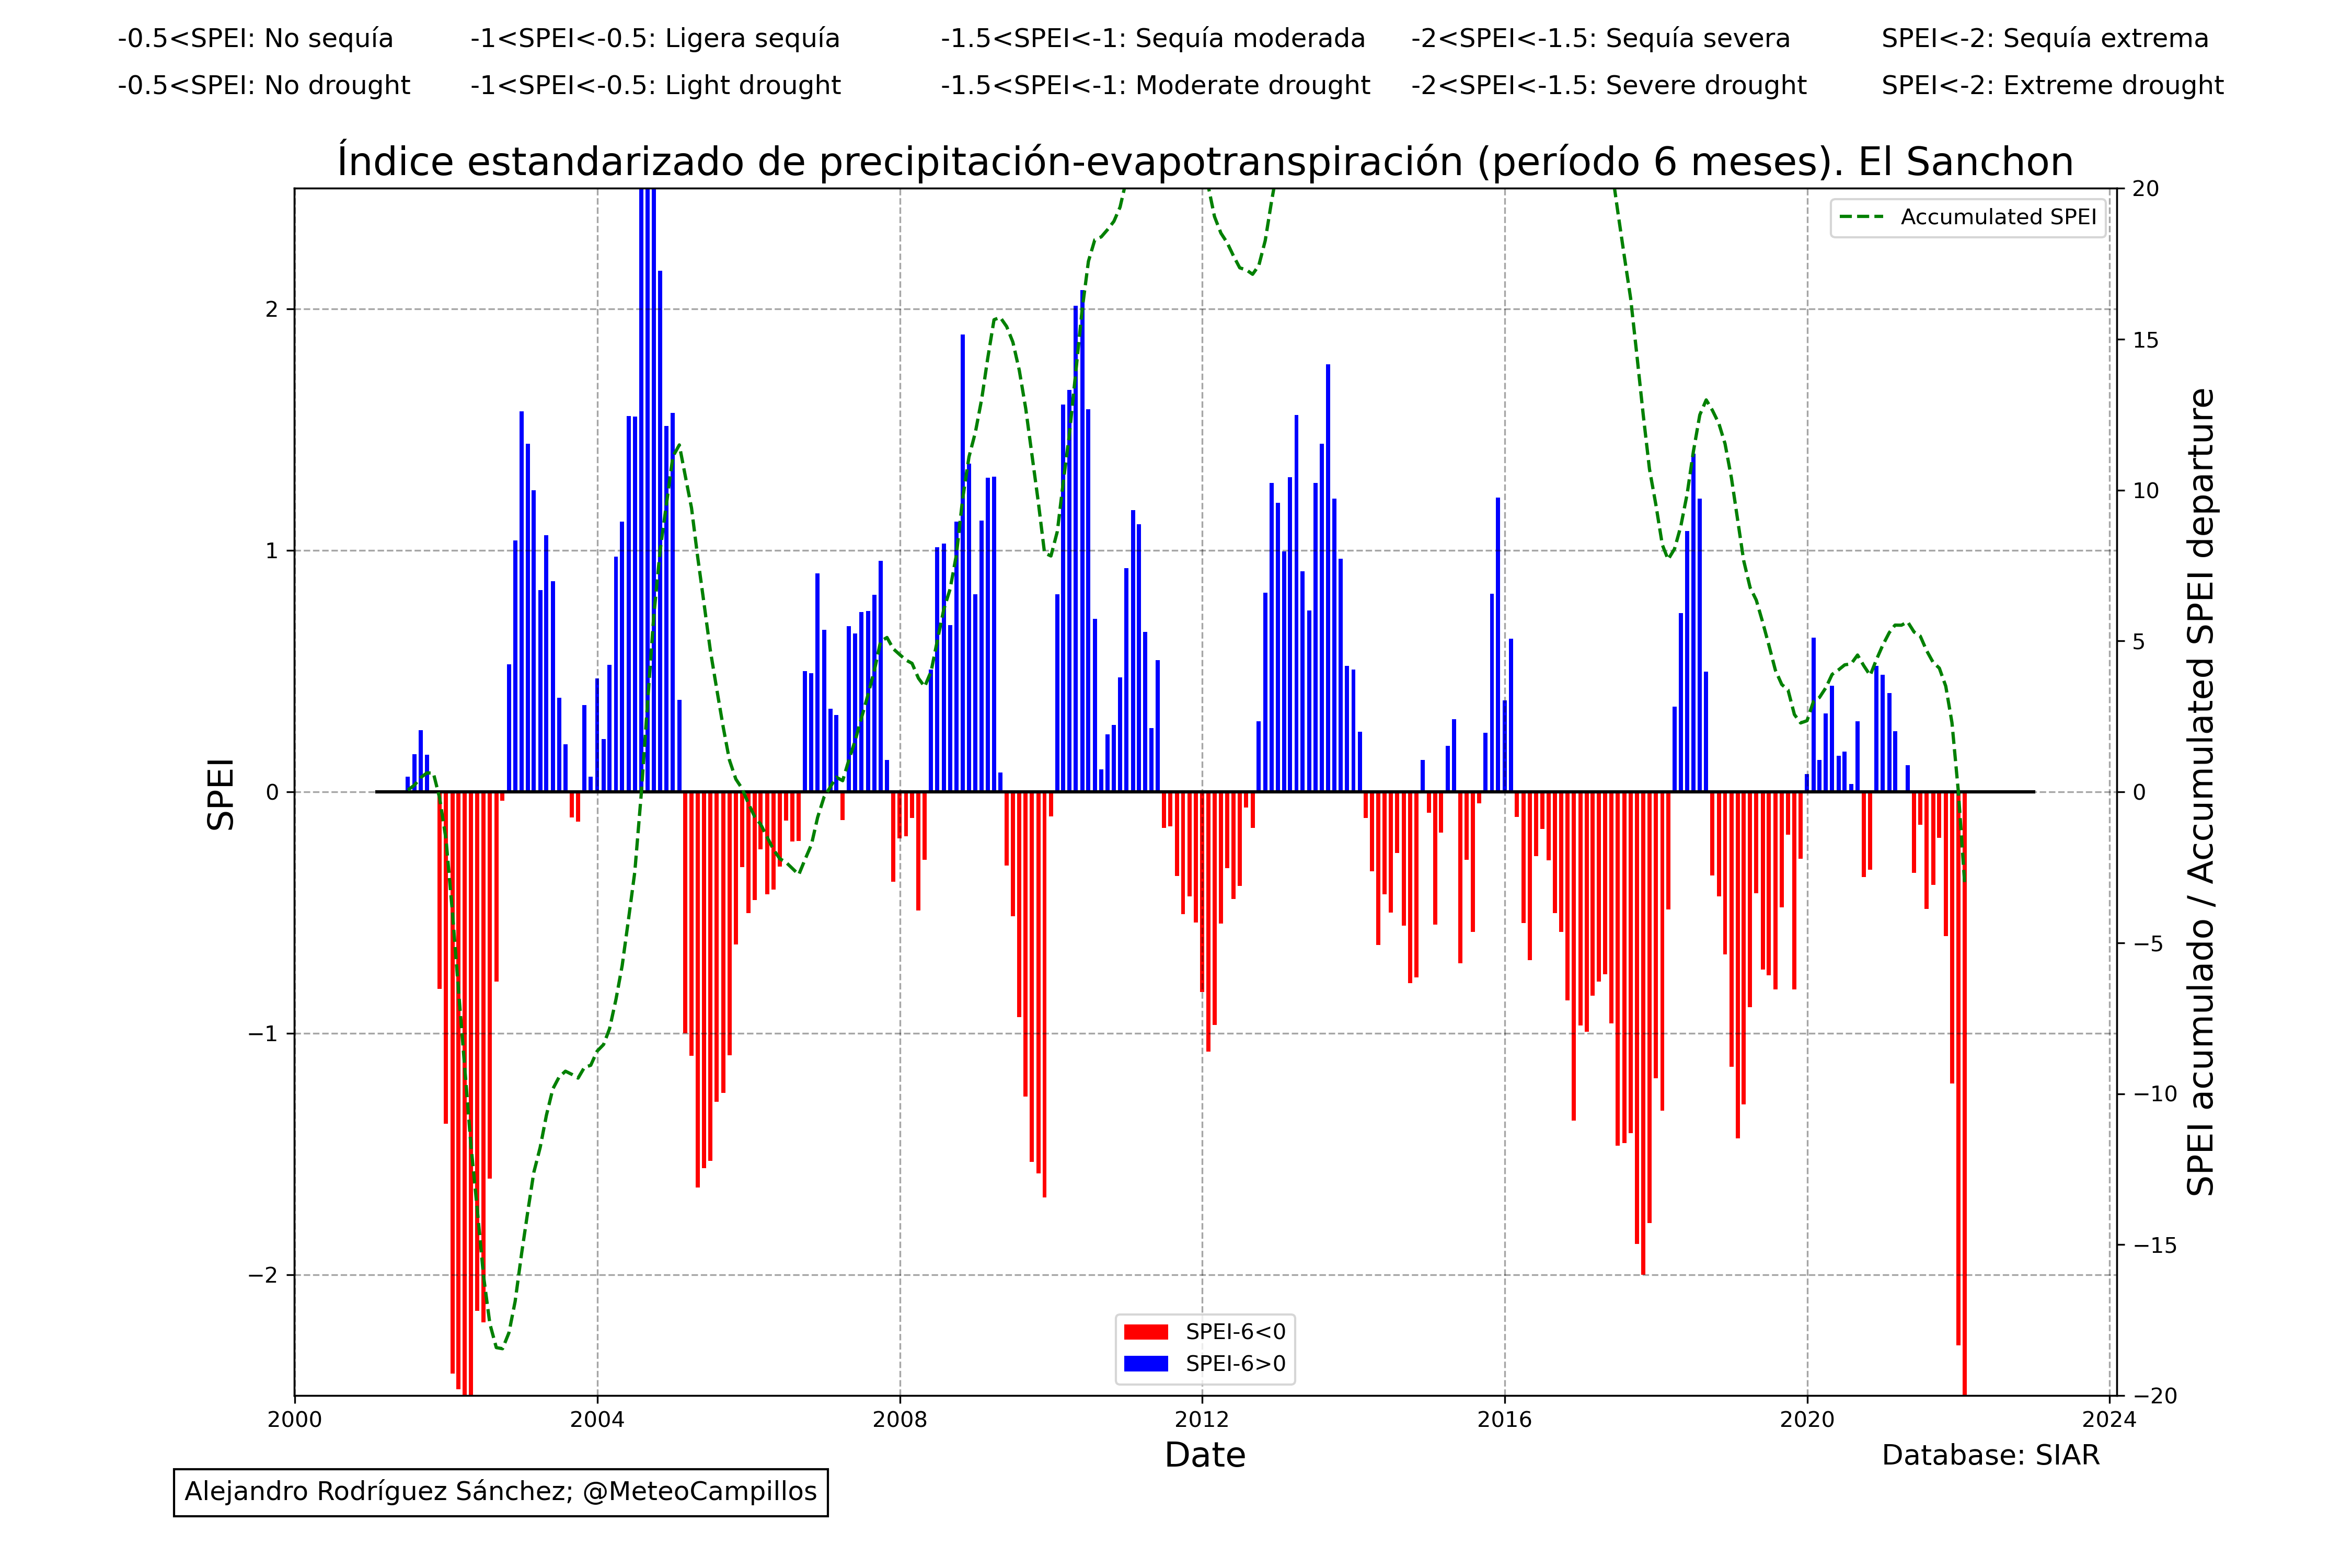 -0.5<SPEI: No sequía -1<SPEI<-0.5: Ligera sequía -1.5<SPEI<-1: Sequía moderada -2<SPEI<-1.5: Sequía severa SPEI<-2: Sequía extrema
-0.5<SPEI: No drought -1<SPEI<-0.5: Light drought -1.5<SPEI<-1: Moderate drought -2<SPEI<-1.5: Severe drought SPEI<-2: Extreme drought
Índice estandarizado de precipitación-evapotranspiración (período 6 meses). El Sanchon
Accumulated SPEI
SPEI
2
1
0
−1
−2
20
15
10
5
0
−5
−10
−15
−20
SPEI acumulado / Accumulated SPEI departure
SPEI-6<0
SPEI-6>0
2000 2004 2008 2012 2016 2020 2024
Date
Database: SIAR
Alejandro Rodríguez Sánchez; @MeteoCampillos